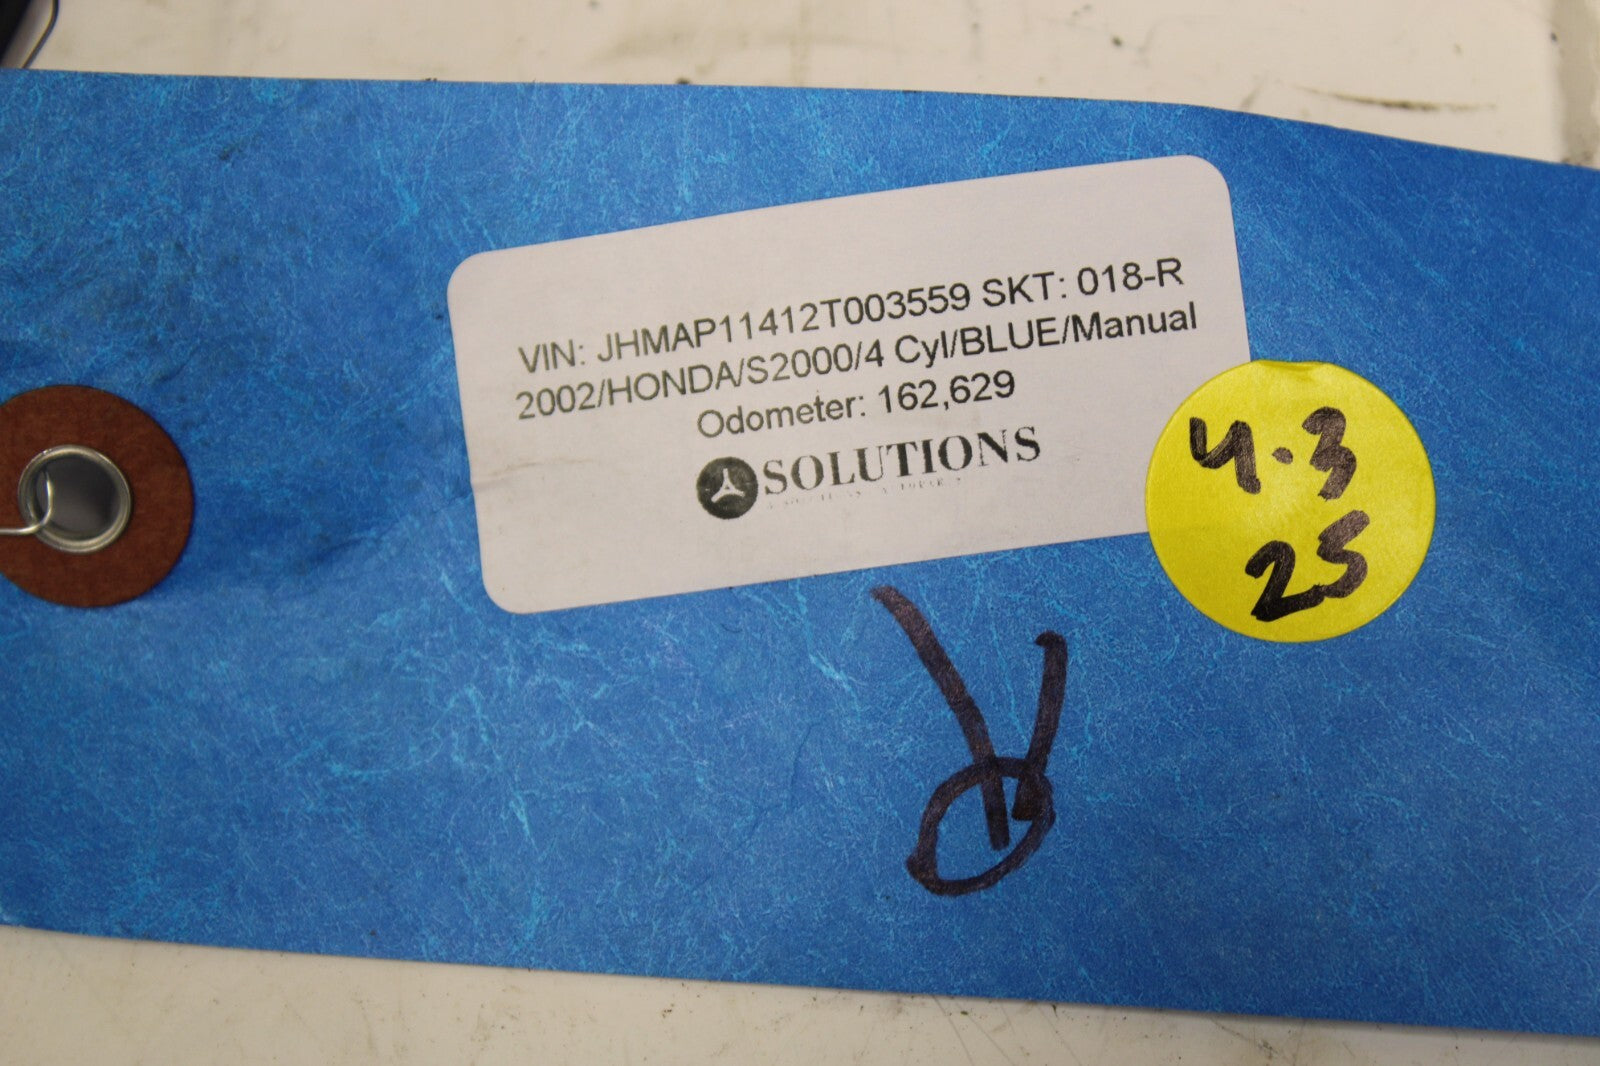 VIN: JHMAP11412T003559 SKT: 018-R
2002/HONDA/S2000/4 Cyl/BLUE/Manual
Odometer: 162,629
SOLUTIONS
4.3
25